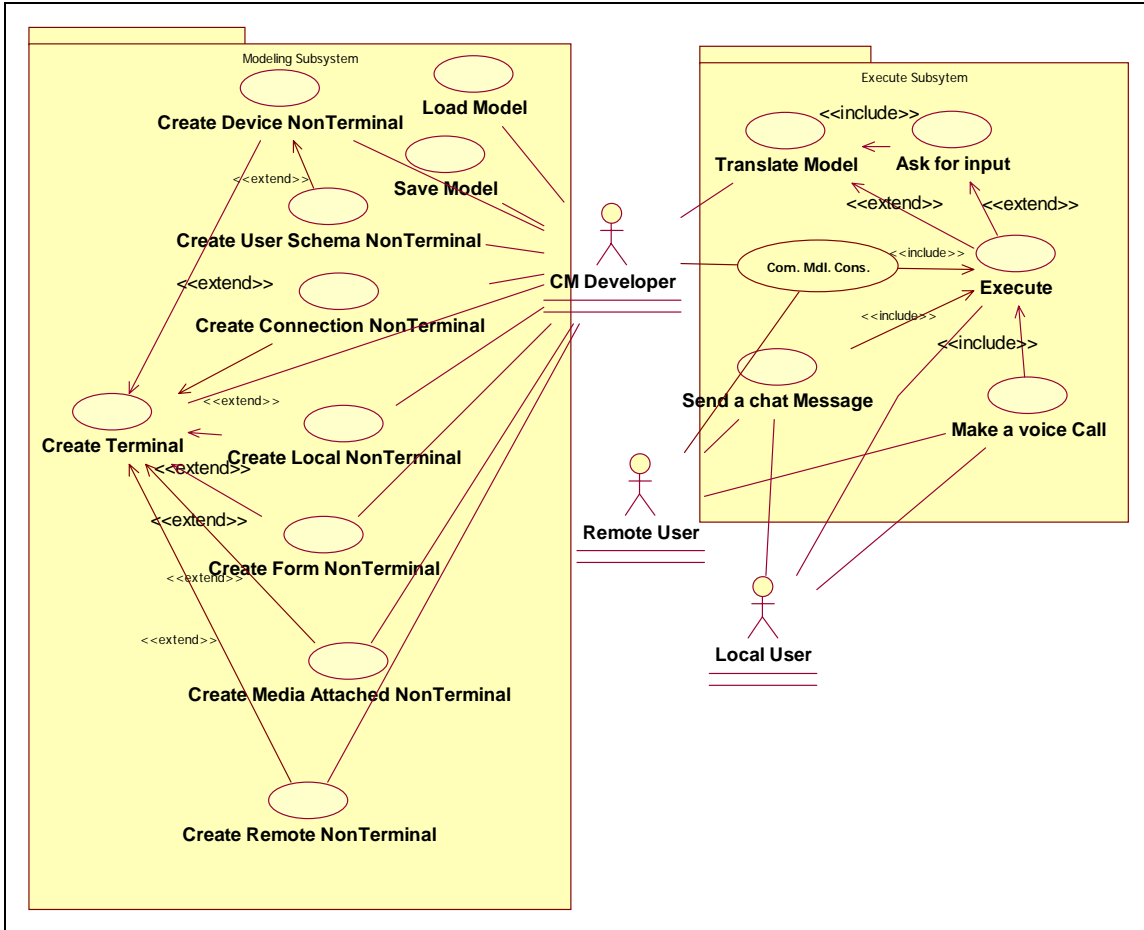 Modeling Subsystem
Create Device NonTerminal
Load Model
<<extend>>
Save Model
Create User Schema NonTerminal
<<extend>>
Create Connection NonTerminal
<<extend>>
Create Terminal
Create Local NonTerminal
<<extend>>
<<extend>>
Create Form NonTerminal
<<extend>>
<<extend>>
Create Media Attached NonTerminal
Create Remote NonTerminal
CM Developer
Remote User
Local User
Execute Subsytem
<<include>>
Translate Model
Ask for input
<<extend>>
<<extend>>
Com. Mdl. Cons.
<<include>>
Execute
<<include>>
<<include>>
Send a chat Message
Make a voice Call